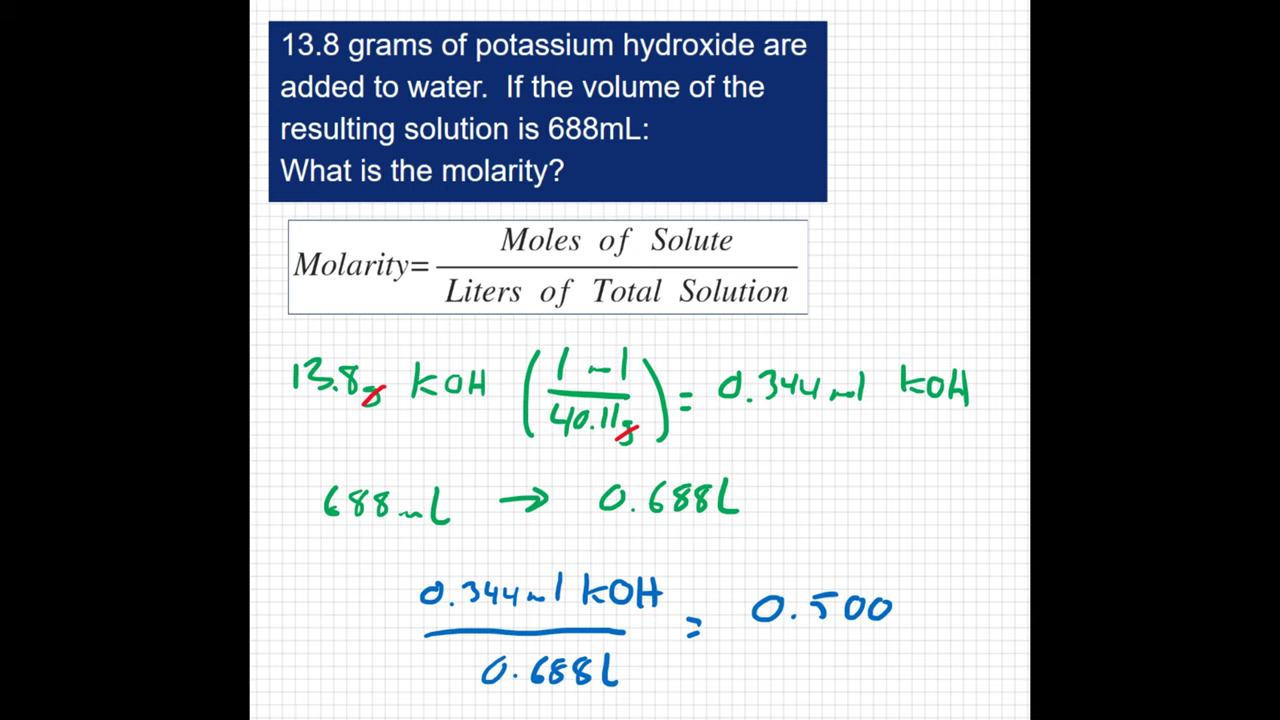 13.8 grams of potassium hydroxide are
added to water. If the volume of the
resulting solution is 688mL:
What is the molarity?
Molarity= Moles of Solute / Liters of Total Solution
13.8g KOH (1 mol / 40.11g) = 0.344 mol KOH
688mL → 0.688L
0.344 mol KOH / 0.688L = 0.500